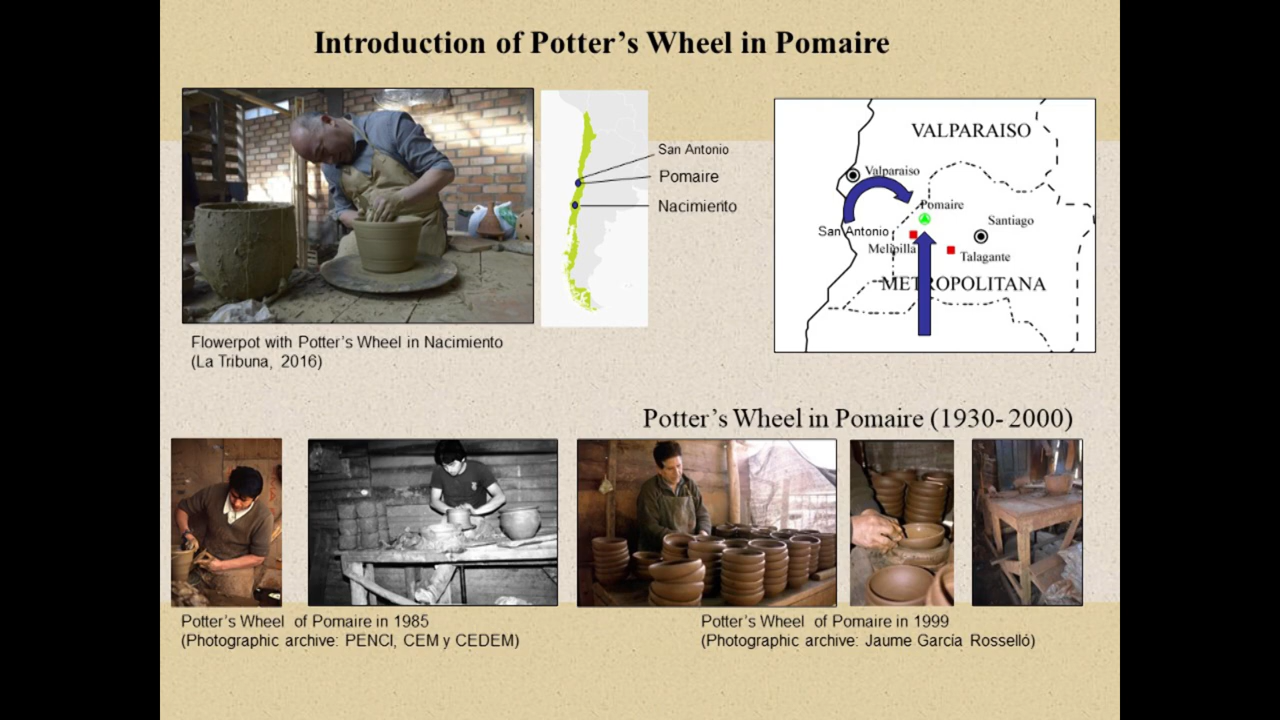 Introduction of Potter's Wheel in Pomaire
San Antonio
Pomaire
Nacimiento
VALPARAISO
Valparaiso
Pomaire
San Antonio
Santiago
Melipilla
Talagante
METROPOLITANA
Flowerpot with Potter's Wheel in Nacimiento
(La Tribuna, 2016)
Potter's Wheel in Pomaire (1930- 2000)
Potter's Wheel of Pomaire in 1985
(Photographic archive: PENCI, CEM y CEDEM)
Potter's Wheel of Pomaire in 1999
(Photographic archive: Jaume García Rosselló)